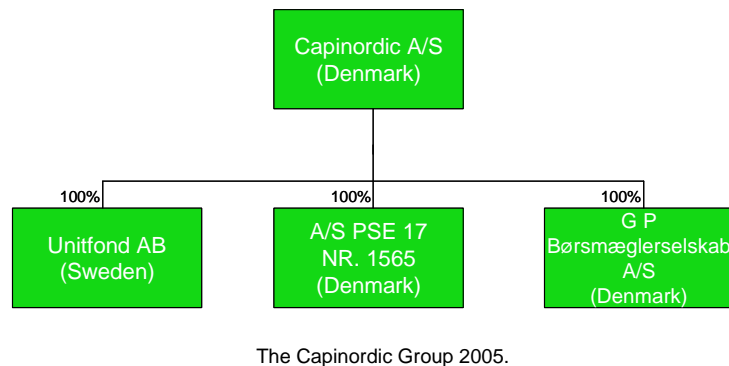 Capinordic A/S
(Denmark)
100%
100%
100%
Unitfond AB
(Sweden)
A/S PSE 17
NR. 1565
(Denmark)
G P
Børsmæglerselskab
A/S
(Denmark)
The Capinordic Group 2005.